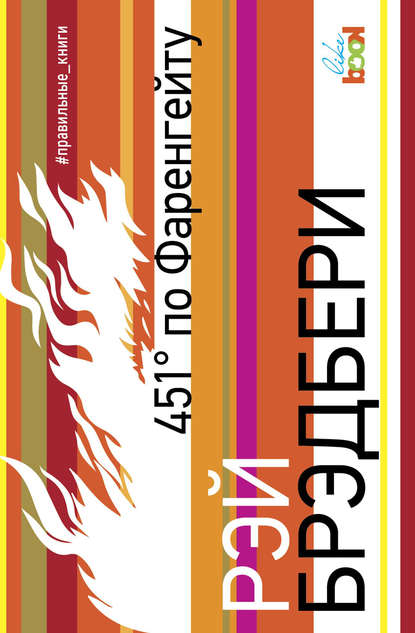 #правильные_книги
451° по Фаренгейту
РЭЙ
БРЭДБЕРИ
like
book